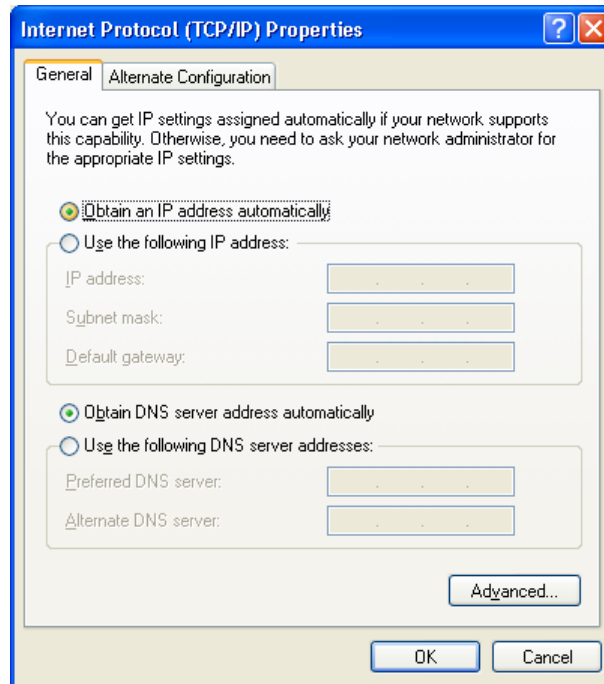 Internet Protocol (TCP/IP) Properties
General
Alternate Configuration
You can get IP settings assigned automatically if your network supports
this capability. Otherwise, you need to ask your network administrator for
the appropriate IP settings.
Obtain an IP address automatically
Use the following IP address:
IP address:
Subnet mask:
Default gateway:
Obtain DNS server address automatically
Use the following DNS server addresses:
Preferred DNS server:
Alternate DNS server:
Advanced...
OK
Cancel